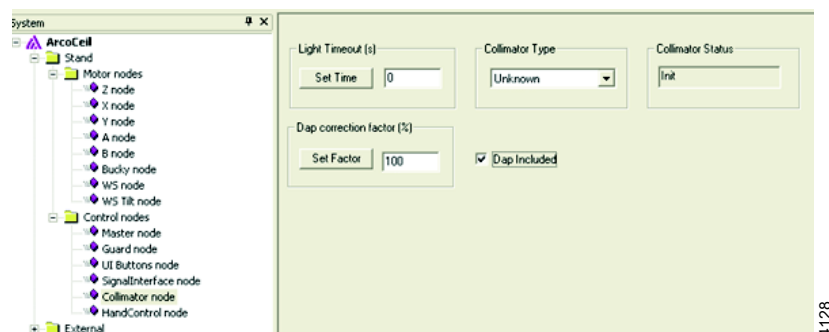 System
ArcoCeil
Stand
Motor nodes
Z node
X node
Y node
A node
B node
Bucky node
WS node
WS Tilt node
Control nodes
Master node
Guard node
UI Buttons node
SignalInterface node
Collimator node
HandControl node
External
Light Timeout (s)
Set Time 0
Collimator Type
Unknown
Collimator Status
Init
Dap correction factor (%)
Set Factor 100
Dap Included